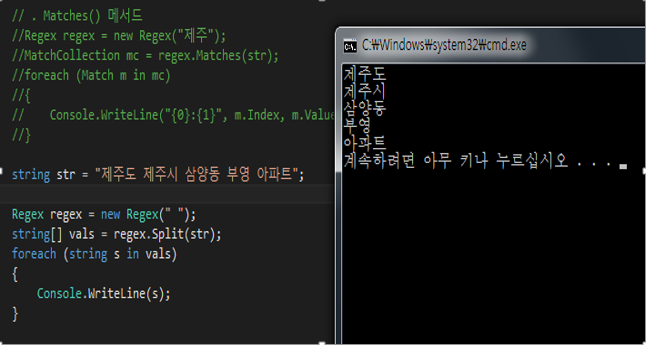 // . Matches() 메서드
//Regex regex = new Regex("제주");
//MatchCollection mc = regex.Matches(str);
//foreach (Match m in mc)
//{
//    Console.WriteLine("{0}:{1}", m.Index, m.Value
//}
string str = "제주도 제주시 삼양동 부영 아파트";
Regex regex = new Regex(" ");
string[] vals = regex.Split(str);
foreach (string s in vals)
{
    Console.WriteLine(s);
}
C:\Windows\system32\cmd.exe
제주도
제주시
삼양동
부영
아파트
계속하려면 아무 키나 누르십시오 . . .